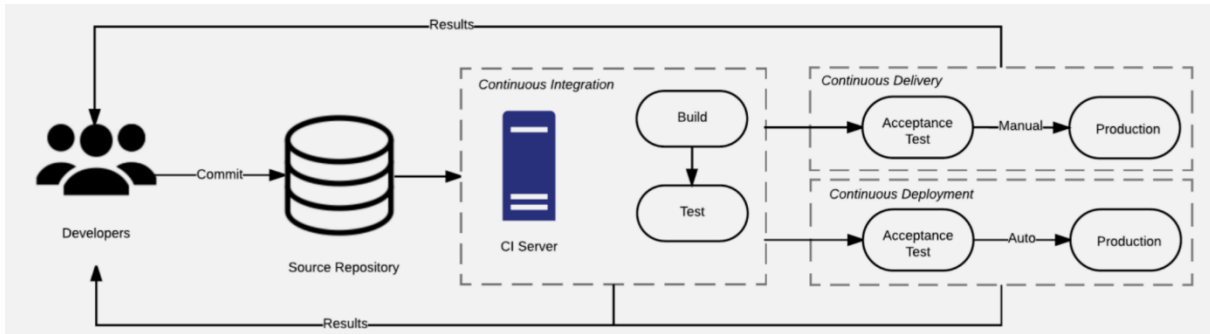 Results
Continuous Integration
Continuous Delivery
Build
Acceptance
Test
Manual
Production
Commit
Continuous Deployment
Test
Developers
CI Server
Acceptance
Test
Auto
Production
Source Repository
Results